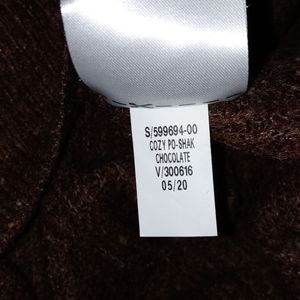 S/599694-00
COZY PO-SHAK
CHOCOLATE
V/300616
05/20